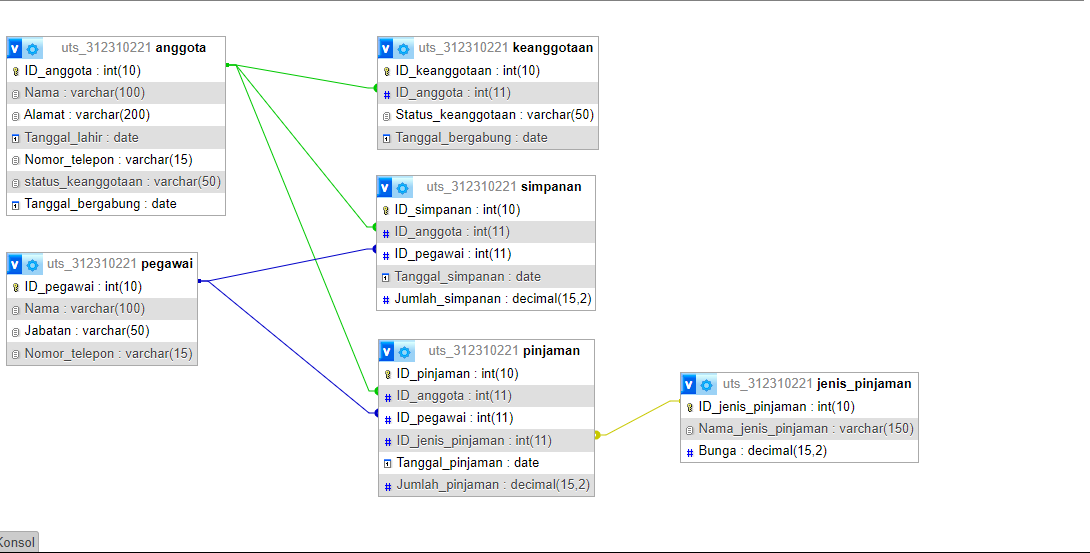 uts_312310221 anggota
ID_anggota : int(10)
Nama : varchar(100)
Alamat : varchar(200)
Tanggal_lahir : date
Nomor_telepon : varchar(15)
status_keanggotaan : varchar(50)
Tanggal_bergabung : date
uts_312310221 pegawai
ID_pegawai : int(10)
Nama : varchar(100)
Jabatan : varchar(50)
Nomor_telepon : varchar(15)
uts_312310221 keanggotaan
ID_keanggotaan : int(10)
ID_anggota : int(11)
Status_keanggotaan : varchar(50)
Tanggal_bergabung : date
uts_312310221 simpanan
ID_simpanan : int(10)
ID_anggota : int(11)
ID_pegawai : int(11)
Tanggal_simpanan : date
Jumlah_simpanan : decimal(15,2)
uts_312310221 pinjaman
ID_pinjaman : int(10)
ID_anggota : int(11)
ID_pegawai : int(11)
ID_jenis_pinjaman : int(11)
Tanggal_pinjaman : date
Jumlah_pinjaman : decimal(15,2)
uts_312310221 jenis_pinjaman
ID_jenis_pinjaman : int(10)
Nama_jenis_pinjaman : varchar(150)
Bunga : decimal(15,2)
Konsol